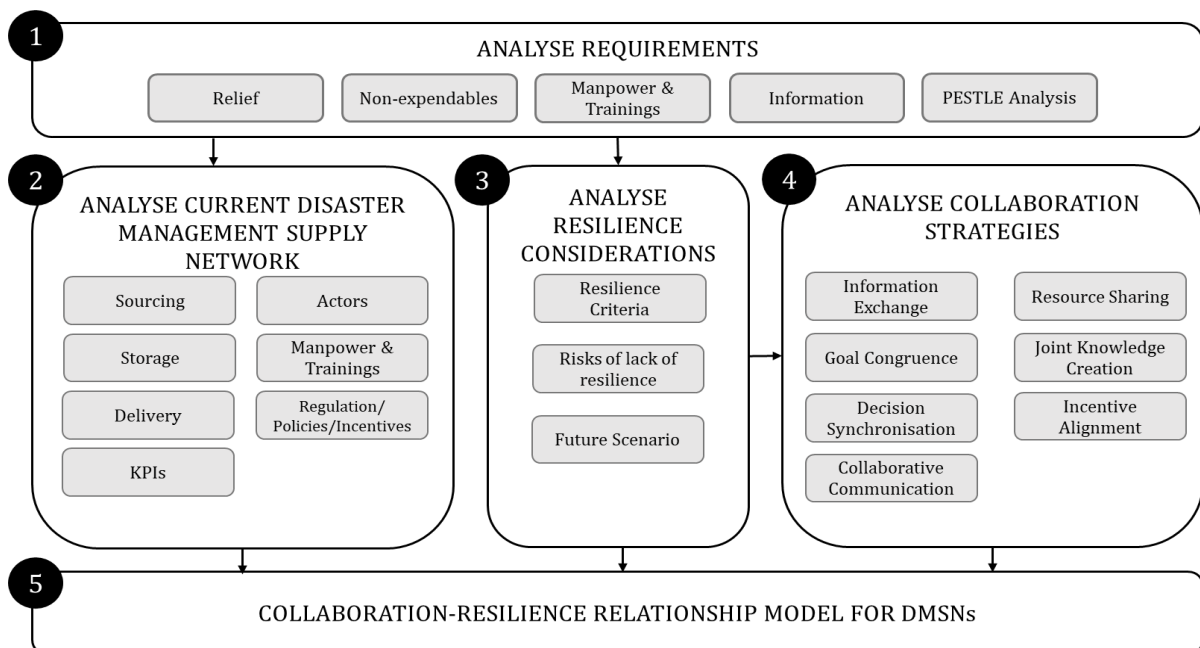 1
ANALYSE REQUIREMENTS
Relief
Non-expendables
Manpower &
Trainings
Information
PESTLE Analysis
2
ANALYSE CURRENT DISASTER
MANAGEMENT SUPPLY
NETWORK
Sourcing
Actors
Storage
Manpower &
Trainings
Delivery
Regulation/
Policies/Incentives
KPIs
3
ANALYSE
RESILIENCE
CONSIDERATIONS
Resilience
Criteria
Risks of lack of
resilience
Future Scenario
4
ANALYSE COLLABORATION
STRATEGIES
Information
Exchange
Resource Sharing
Goal Congruence
Joint Knowledge
Creation
Decision
Synchronisation
Incentive
Alignment
Collaborative
Communication
5
COLLABORATION-RESILIENCE RELATIONSHIP MODEL FOR DMSNs